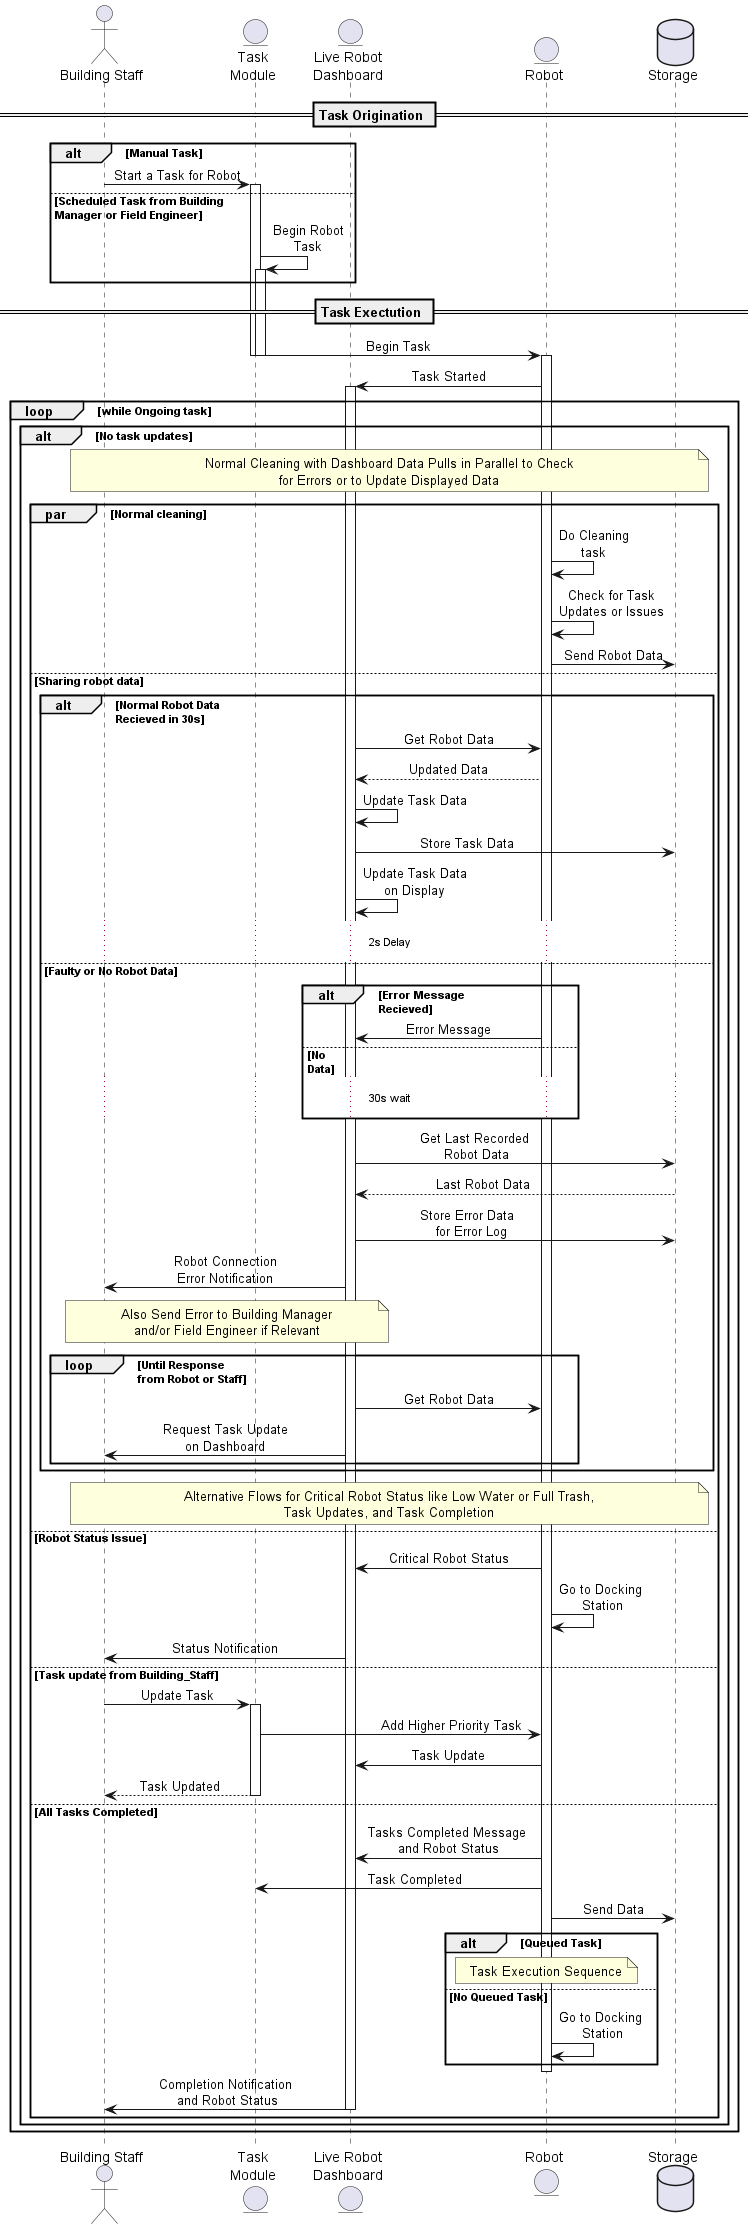 Building Staff
Task
Module
Live Robot
Dashboard
Robot
Storage
Task Origination
alt
[Manual Task]
Start a Task for Robot
[Scheduled Task from Building
Manager or Field Engineer]
Begin Robot
Task
Task Exectution
Begin Task
Task Started
loop
[while Ongoing task]
alt
[No task updates]
Normal Cleaning with Dashboard Data Pulls in Parallel to Check
for Errors or to Update Displayed Data
par
[Normal cleaning]
Do Cleaning
task
Check for Task
Updates or Issues
Send Robot Data
[Sharing robot data]
alt
[Normal Robot Data
Recieved in 30s]
Get Robot Data
Updated Data
Update Task Data
Store Task Data
Update Task Data
on Display
2s Delay
[Faulty or No Robot Data]
alt
[Error Message
Recieved]
Error Message
[No
Data]
30s wait
Get Last Recorded
Robot Data
Last Robot Data
Store Error Data
for Error Log
Robot Connection
Error Notification
Also Send Error to Building Manager
and/or Field Engineer if Relevant
loop
[Until Response
from Robot or Staff]
Get Robot Data
Request Task Update
on Dashboard
Alternative Flows for Critical Robot Status like Low Water or Full Trash,
Task Updates, and Task Completion
[Robot Status Issue]
Critical Robot Status
Go to Docking
Station
Status Notification
[Task update from Building_Staff]
Update Task
Add Higher Priority Task
Task Update
Task Updated
[All Tasks Completed]
Tasks Completed Message
and Robot Status
Task Completed
Send Data
alt
[Queued Task]
Task Execution Sequence
[No Queued Task]
Go to Docking
Station
Completion Notification
and Robot Status
Building Staff
Task
Module
Live Robot
Dashboard
Robot
Storage